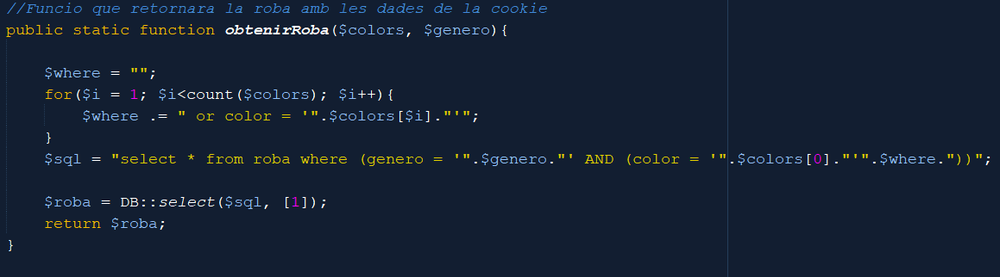 //Funcio que retornara la roba amb les dades de la cookie
public static function obtenirRoba($colors, $genero){
$where = "";
for($i = 1; $i<count($colors); $i++){
$where .= " or color = '".$colors[$i]."'";
}
$sql = "select * from roba where (genero = '".$genero."' AND (color = '".$colors[0]."'".$where."))";
$roba = DB::select($sql, [1]);
return $roba;
}